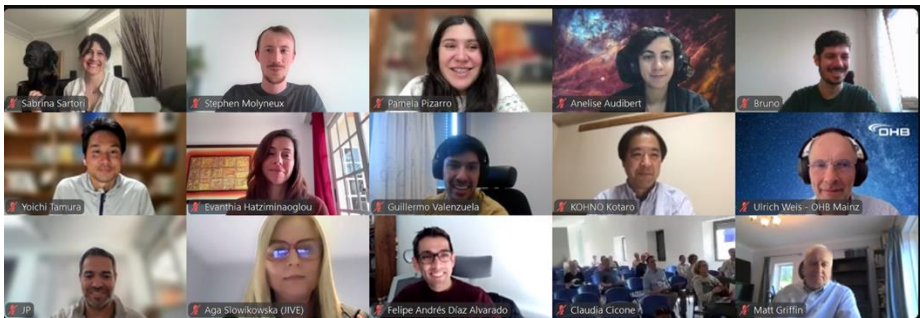 Sabrina Sartori
Stephen Molyneux
Pamela Pizarro
Anelise Audibert
Bruno
OHB
Yoichi Tamura
Evanthia Hatziminaoglou
Guillermo Valenzuela
KOHNO Kotaro
Ulrich Weis - OHB Mainz
JP
Aga Slowikowska (JIVE)
Felipe Andrés Díaz Alvarado
Claudia Cicone
Matt Griffin